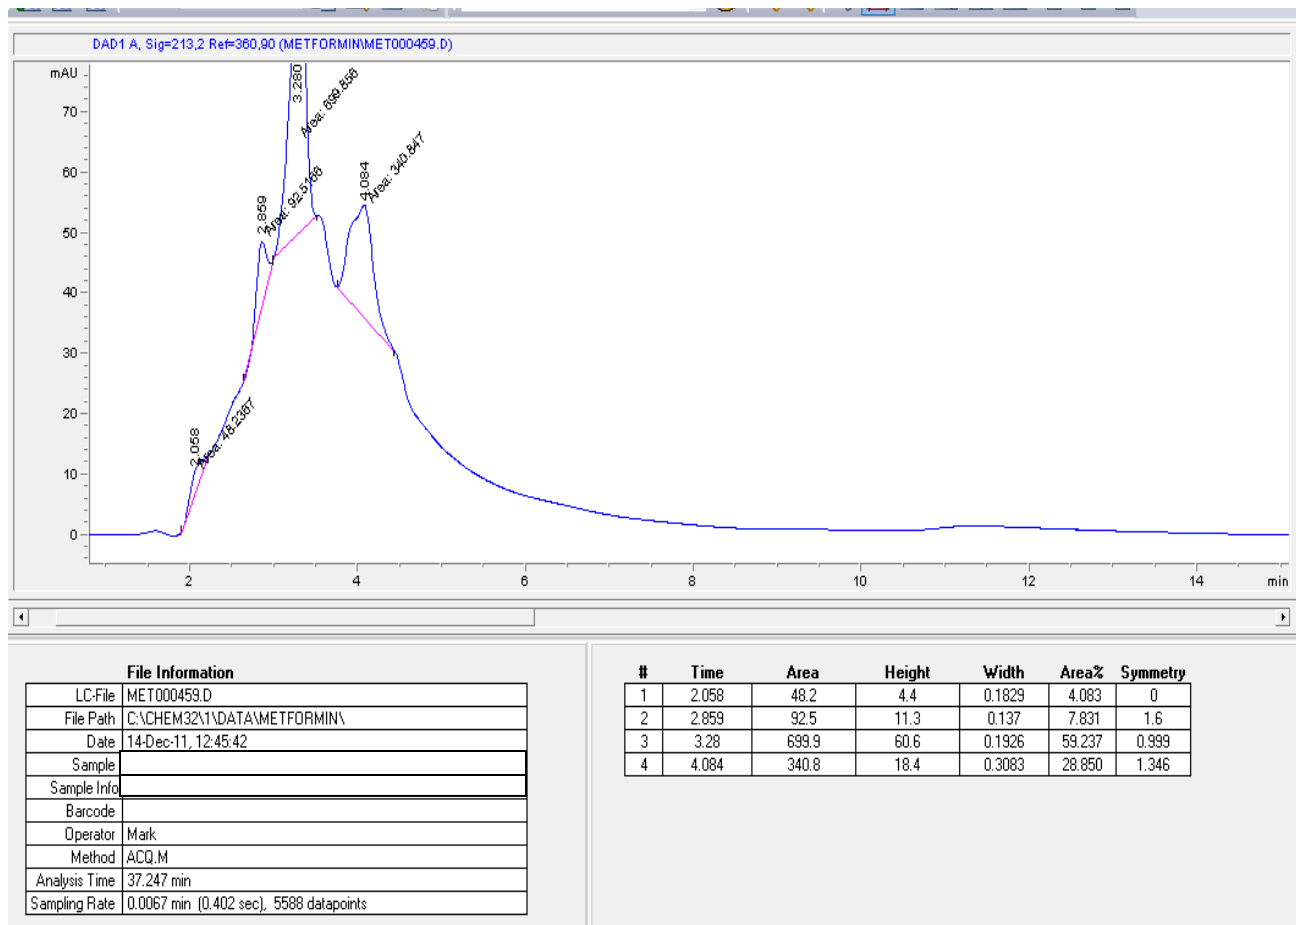 DAD1 A, Sig=213,2 Ref=360,90 (METFORMIN\MET000459.D)
mAU
70
60
50
40
30
20
10
0
2.058
Area: 48.2367
2.859
Area: 92.5166
3.280
Area: 699.856
4.084
Area: 340.847
2 4 6 8 10 12 14 min
File Information
LC-File MET000459.D
File Path C:\CHEM32\1\DATA\METFORMIN\
Date 14-Dec-11, 12:45:42
Sample
Sample Info
Barcode
Operator Mark
Method ACQ.M
Analysis Time 37.247 min
Sampling Rate 0.0067 min (0.402 sec), 5588 datapoints
# Time Area Height Width Area% Symmetry
1 2.058 48.2 4.4 0.1829 4.083 0
2 2.859 92.5 11.3 0.137 7.831 1.6
3 3.28 699.9 60.6 0.1926 59.237 0.999
4 4.084 340.8 18.4 0.3083 28.850 1.346